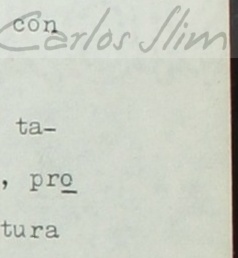 con
Carlos Slim
ta-
, pro
tura